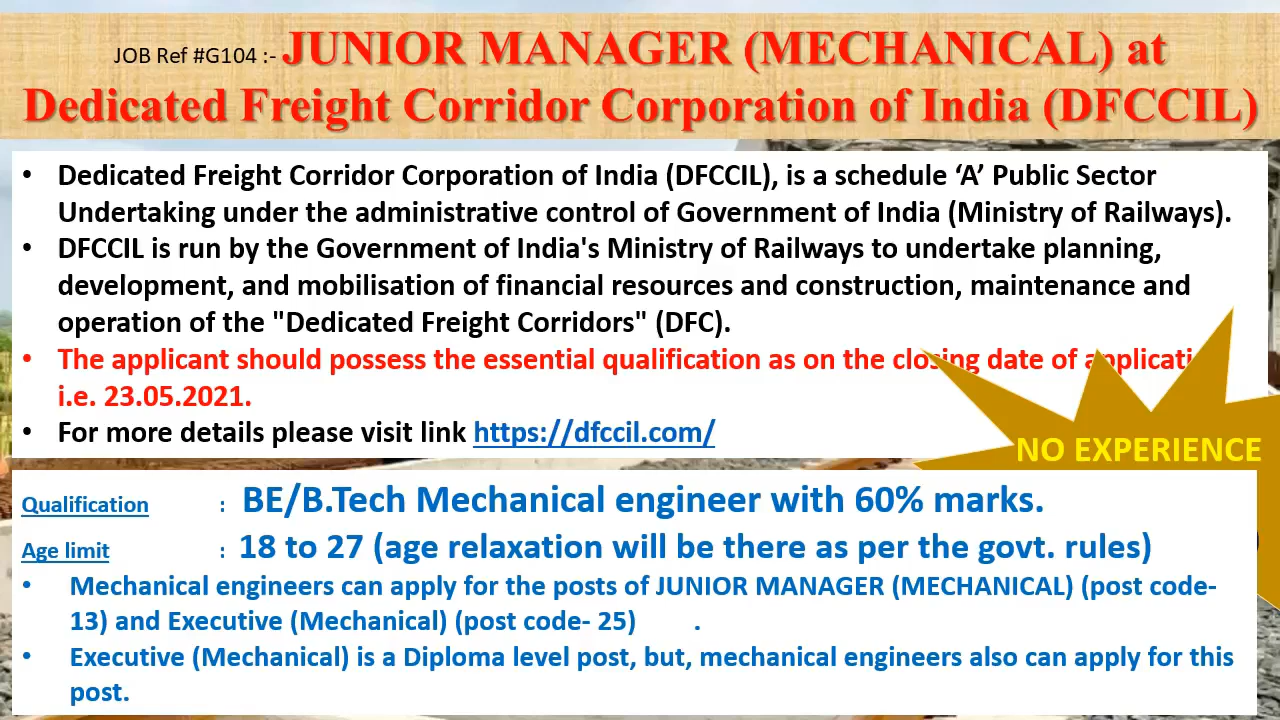 JOB Ref #G104 :- JUNIOR MANAGER (MECHANICAL) at
Dedicated Freight Corridor Corporation of India (DFCCIL)
• Dedicated Freight Corridor Corporation of India (DFCCIL), is a schedule ‘A’ Public Sector
Undertaking under the administrative control of Government of India (Ministry of Railways).
• DFCCIL is run by the Government of India's Ministry of Railways to undertake planning,
development, and mobilisation of financial resources and construction, maintenance and
operation of the "Dedicated Freight Corridors" (DFC).
• The applicant should possess the essential qualification as on the closing date of applicati
i.e. 23.05.2021.
• For more details please visit link https://dfccil.com/
NO EXPERIENCE
Qualification : BE/B.Tech Mechanical engineer with 60% marks.
Age limit : 18 to 27 (age relaxation will be there as per the govt. rules)
• Mechanical engineers can apply for the posts of JUNIOR MANAGER (MECHANICAL) (post code-
13) and Executive (Mechanical) (post code- 25) .
• Executive (Mechanical) is a Diploma level post, but, mechanical engineers also can apply for this
post.